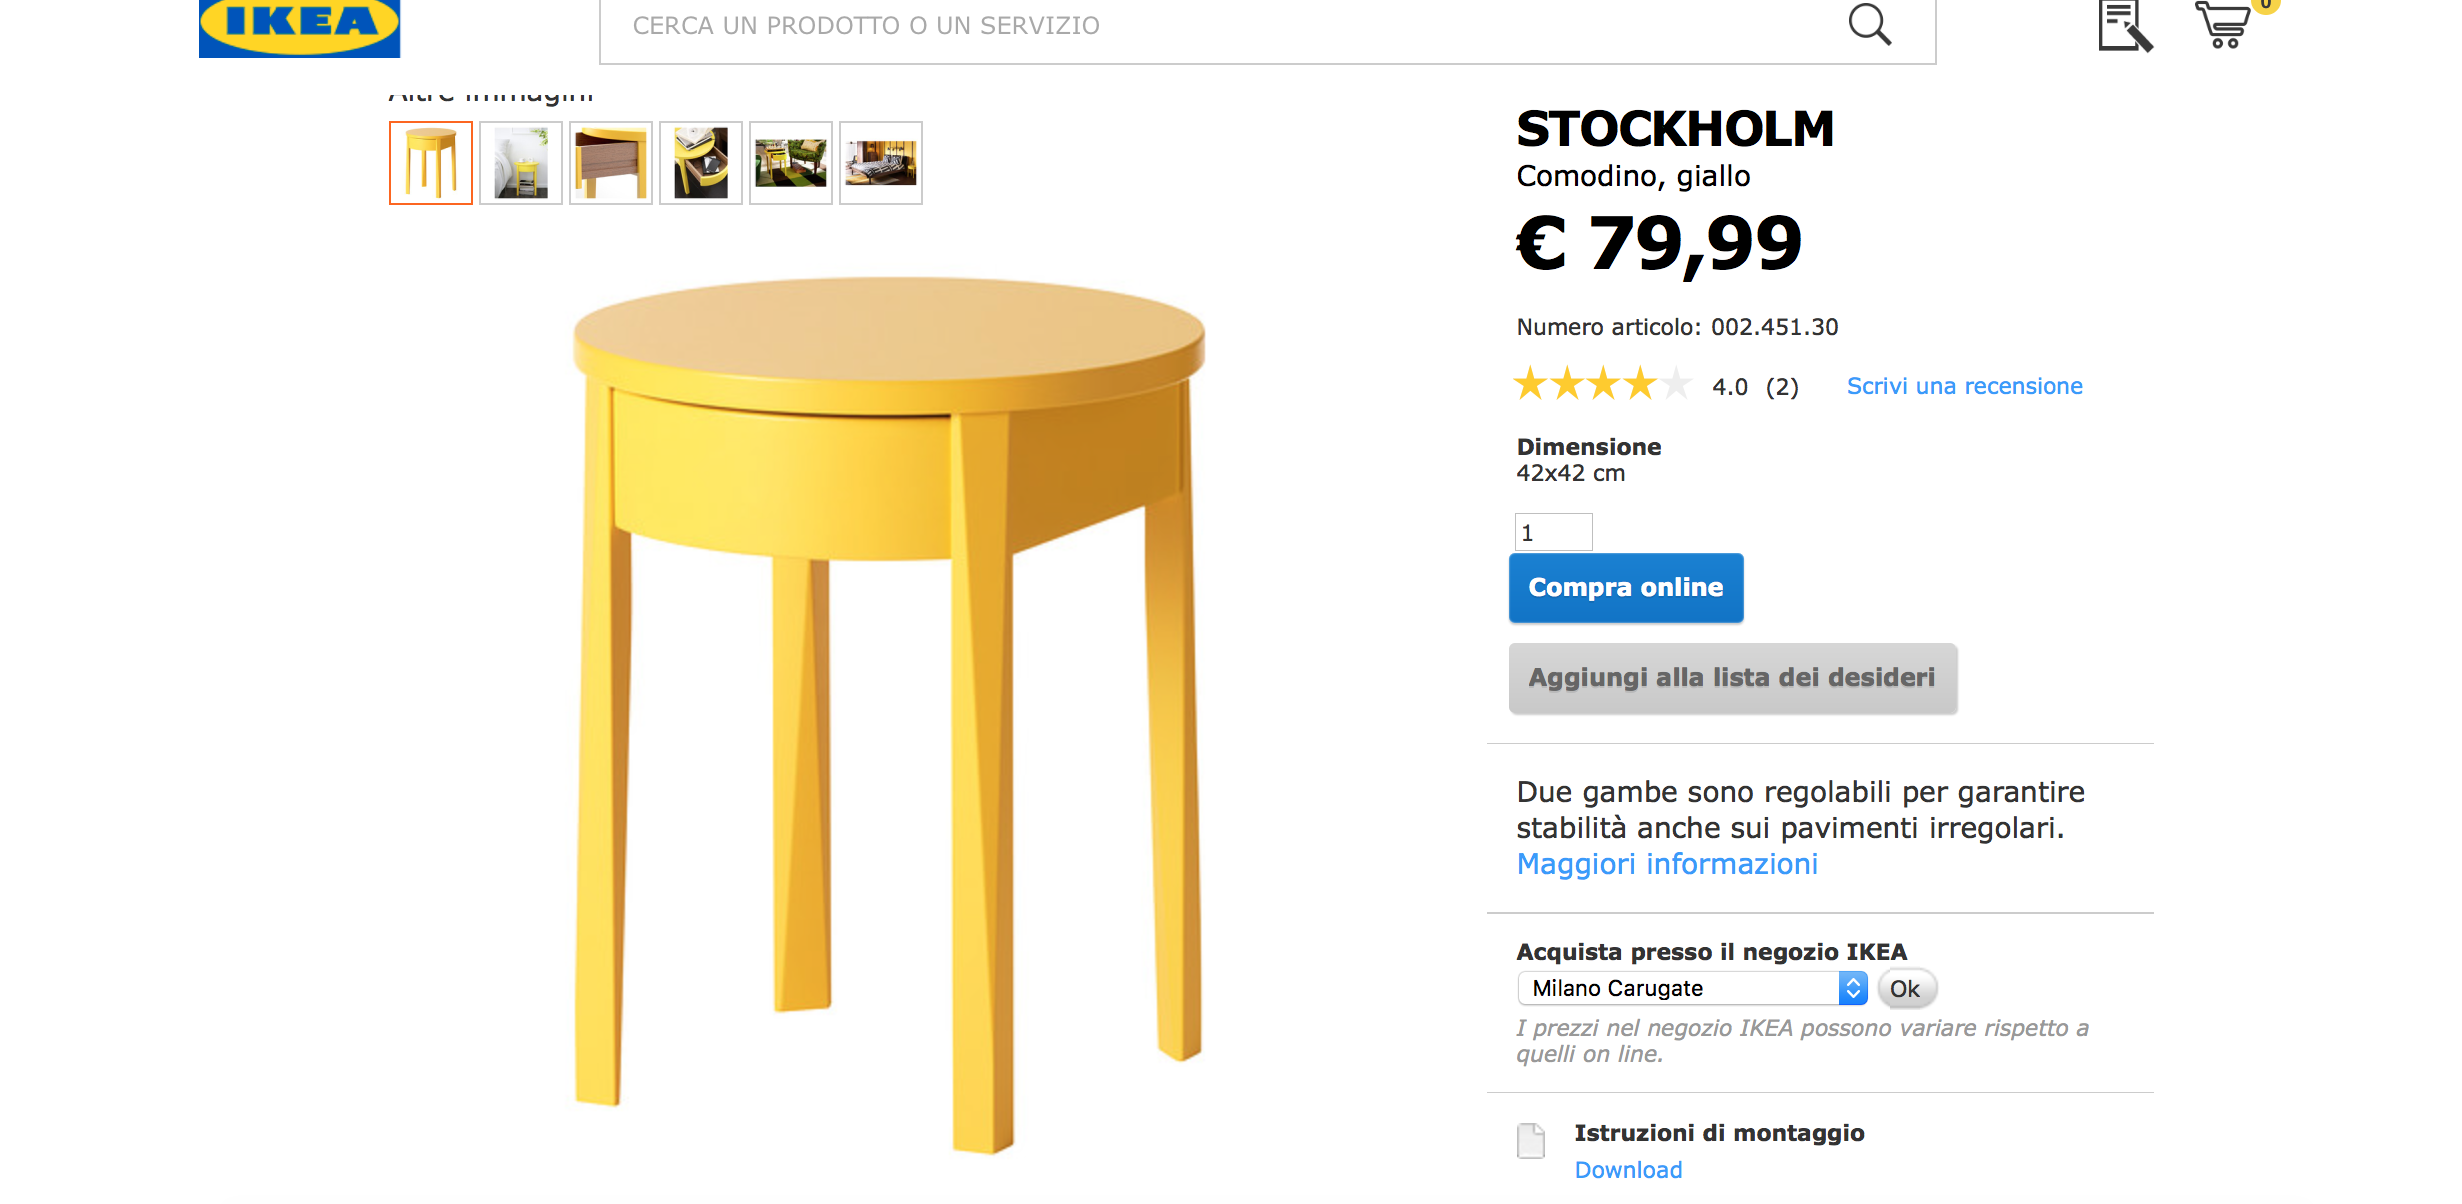 IKEA
CERCA UN PRODOTTO O UN SERVIZIO
0
Altre immagini
STOCKHOLM
Comodino, giallo
€ 79,99
Numero articolo: 002.451.30
4.0 (2) Scrivi una recensione
Dimensione
42x42 cm
1
Compra online
Aggiungi alla lista dei desideri
Due gambe sono regolabili per garantire
stabilità anche sui pavimenti irregolari.
Maggiori informazioni
Acquista presso il negozio IKEA
Milano Carugate Ok
I prezzi nel negozio IKEA possono variare rispetto a
quelli on line.
Istruzioni di montaggio
Download